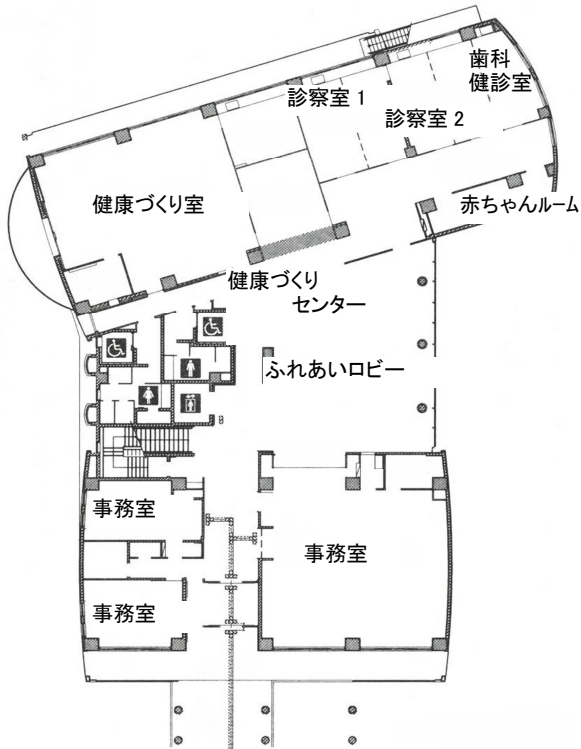 歯科
健診室
診察室 1
診察室 2
赤ちゃんルーム
健康づくり室
健康づくり
センター
ふれあいロビー
事務室
事務室
事務室